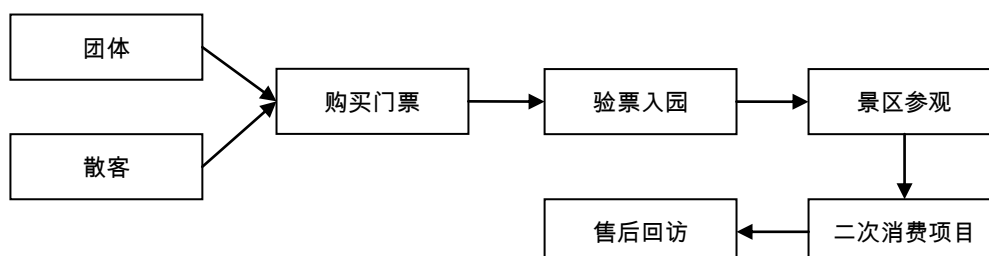 团体
散客
购买门票
验票入园
景区参观
二次消费项目
售后回访